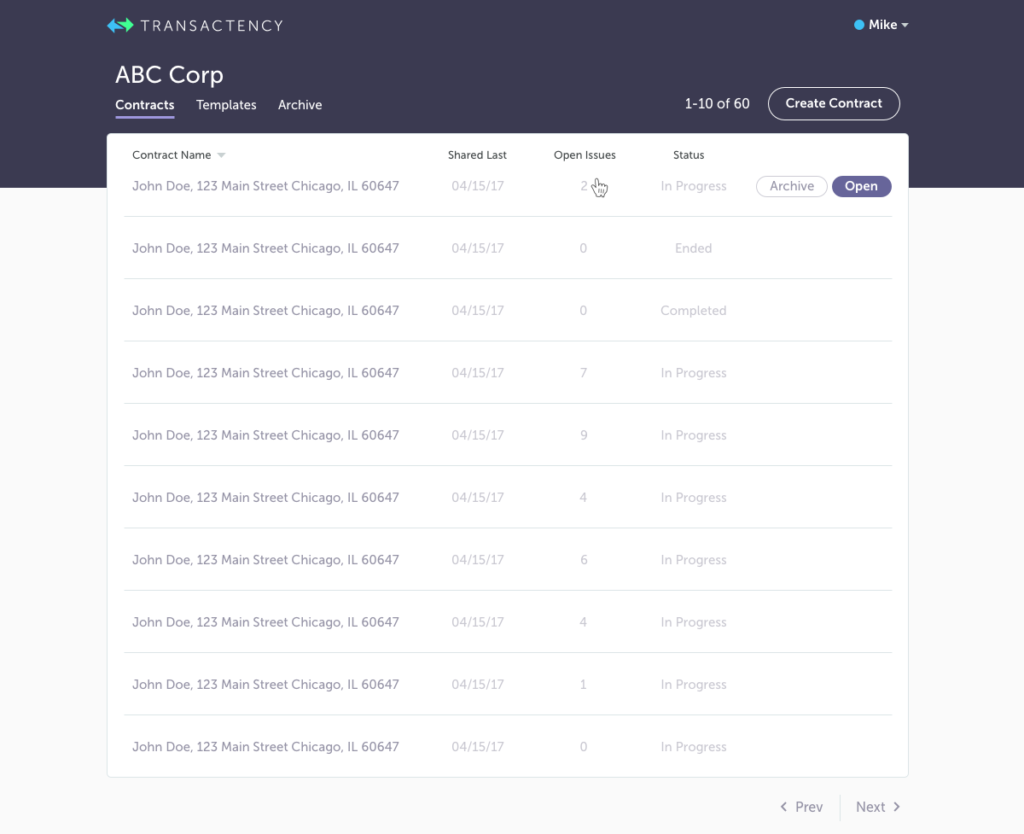 TRANSACTENCY Mike
ABC Corp
Contracts Templates Archive 1-10 of 60 Create Contract
Contract Name Shared Last Open Issues Status
John Doe, 123 Main Street Chicago, IL 60647 04/15/17 2 In Progress Archive Open
John Doe, 123 Main Street Chicago, IL 60647 04/15/17 0 Ended
John Doe, 123 Main Street Chicago, IL 60647 04/15/17 0 Completed
John Doe, 123 Main Street Chicago, IL 60647 04/15/17 7 In Progress
John Doe, 123 Main Street Chicago, IL 60647 04/15/17 9 In Progress
John Doe, 123 Main Street Chicago, IL 60647 04/15/17 4 In Progress
John Doe, 123 Main Street Chicago, IL 60647 04/15/17 6 In Progress
John Doe, 123 Main Street Chicago, IL 60647 04/15/17 4 In Progress
John Doe, 123 Main Street Chicago, IL 60647 04/15/17 1 In Progress
John Doe, 123 Main Street Chicago, IL 60647 04/15/17 0 In Progress
Prev Next